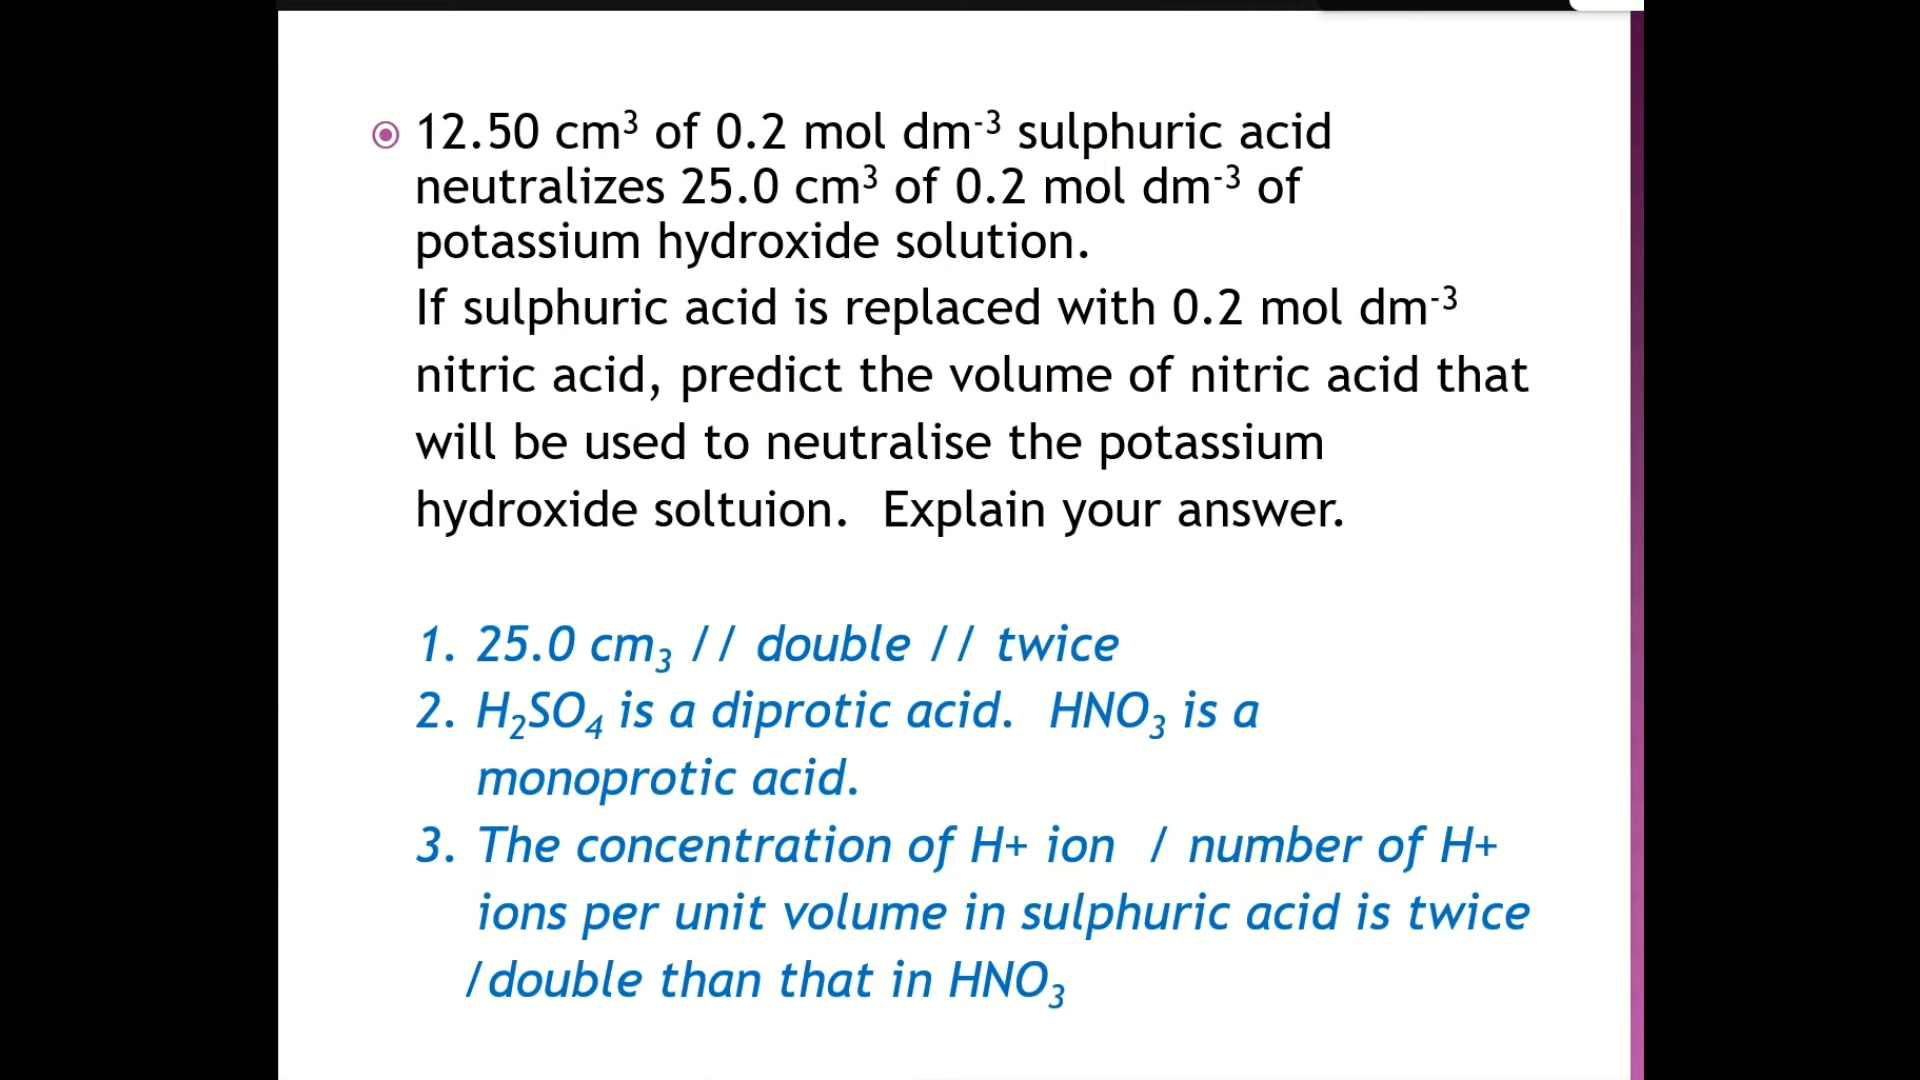 12.50 cm³ of 0.2 mol dm⁻³ sulphuric acid
neutralizes 25.0 cm³ of 0.2 mol dm⁻³ of
potassium hydroxide solution.
If sulphuric acid is replaced with 0.2 mol dm⁻³
nitric acid, predict the volume of nitric acid that
will be used to neutralise the potassium
hydroxide soltuion. Explain your answer.
1. 25.0 cm₃ // double // twice
2. H₂SO₄ is a diprotic acid. HNO₃ is a
monoprotic acid.
3. The concentration of H+ ion / number of H+
ions per unit volume in sulphuric acid is twice
/double than that in HNO₃